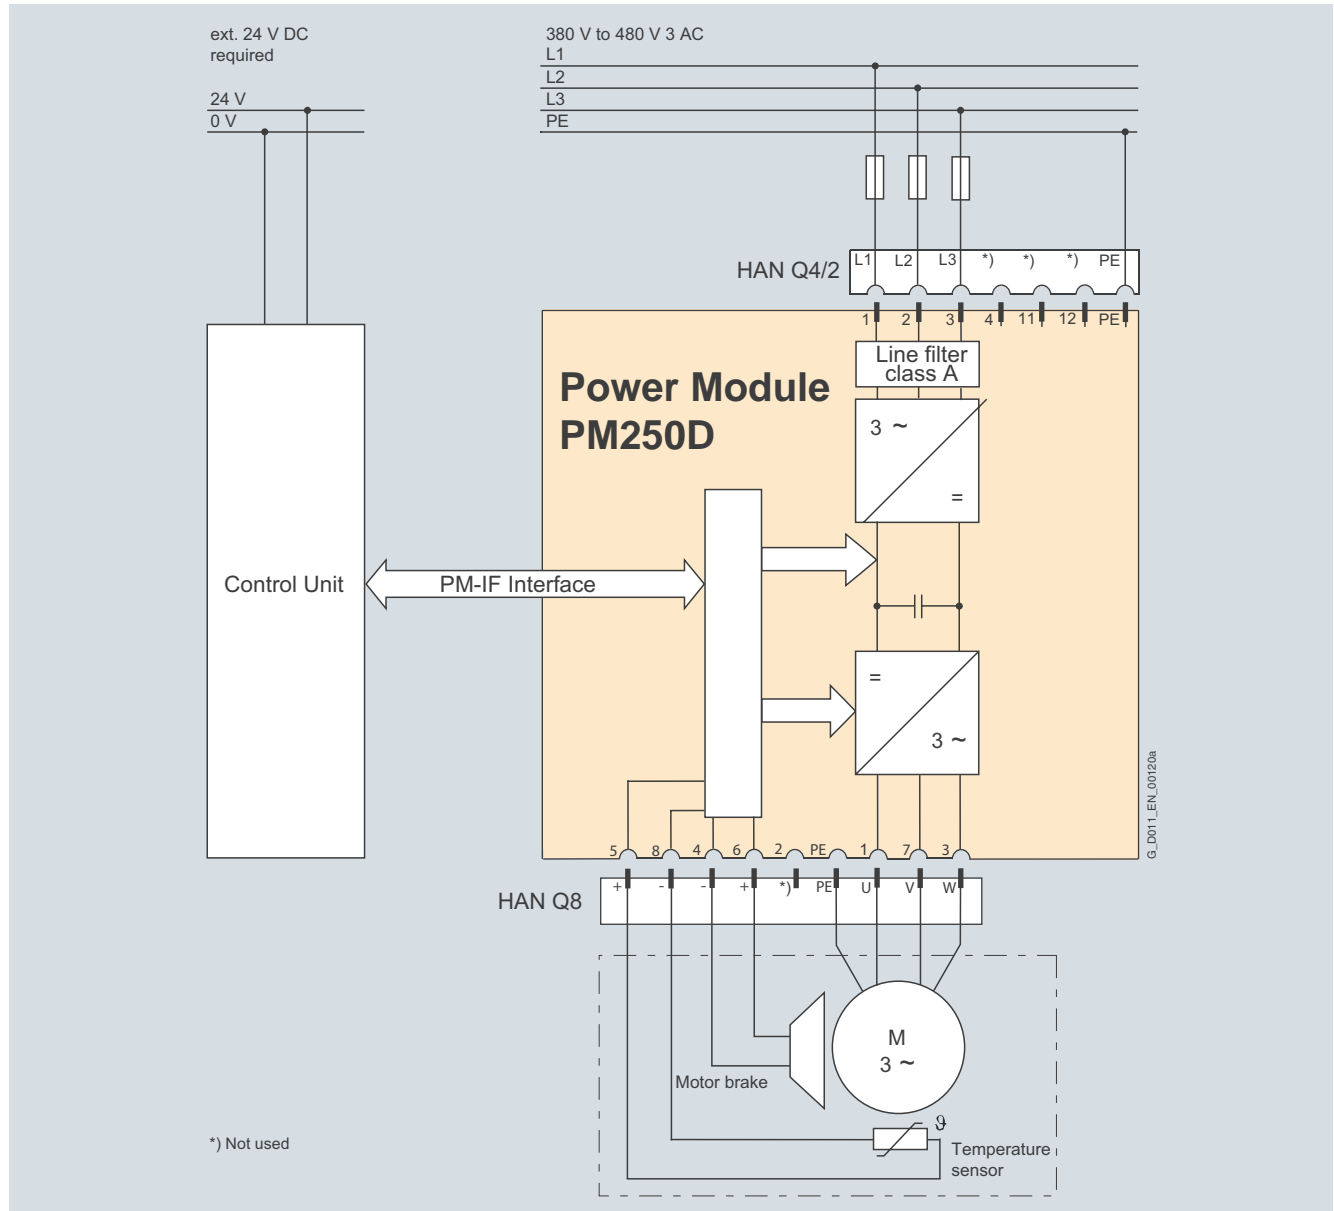 ext. 24 V DC
required
24 V
0 V
380 V to 480 V 3 AC
L1
L2
L3
PE
HAN Q4/2
L1 L2 L3 *) *) *) PE
1 2 3 4 11 12 PE
Line filter
class A
Power Module
PM250D
3 ~
=
Control Unit
PM-IF Interface
=
3 ~
G_D011_EN_00120a
5 8 4 6 2 PE 1 7 3
HAN Q8
+ - - + *) PE U V W
M
3 ~
Motor brake
ϑ
Temperature
sensor
*) Not used